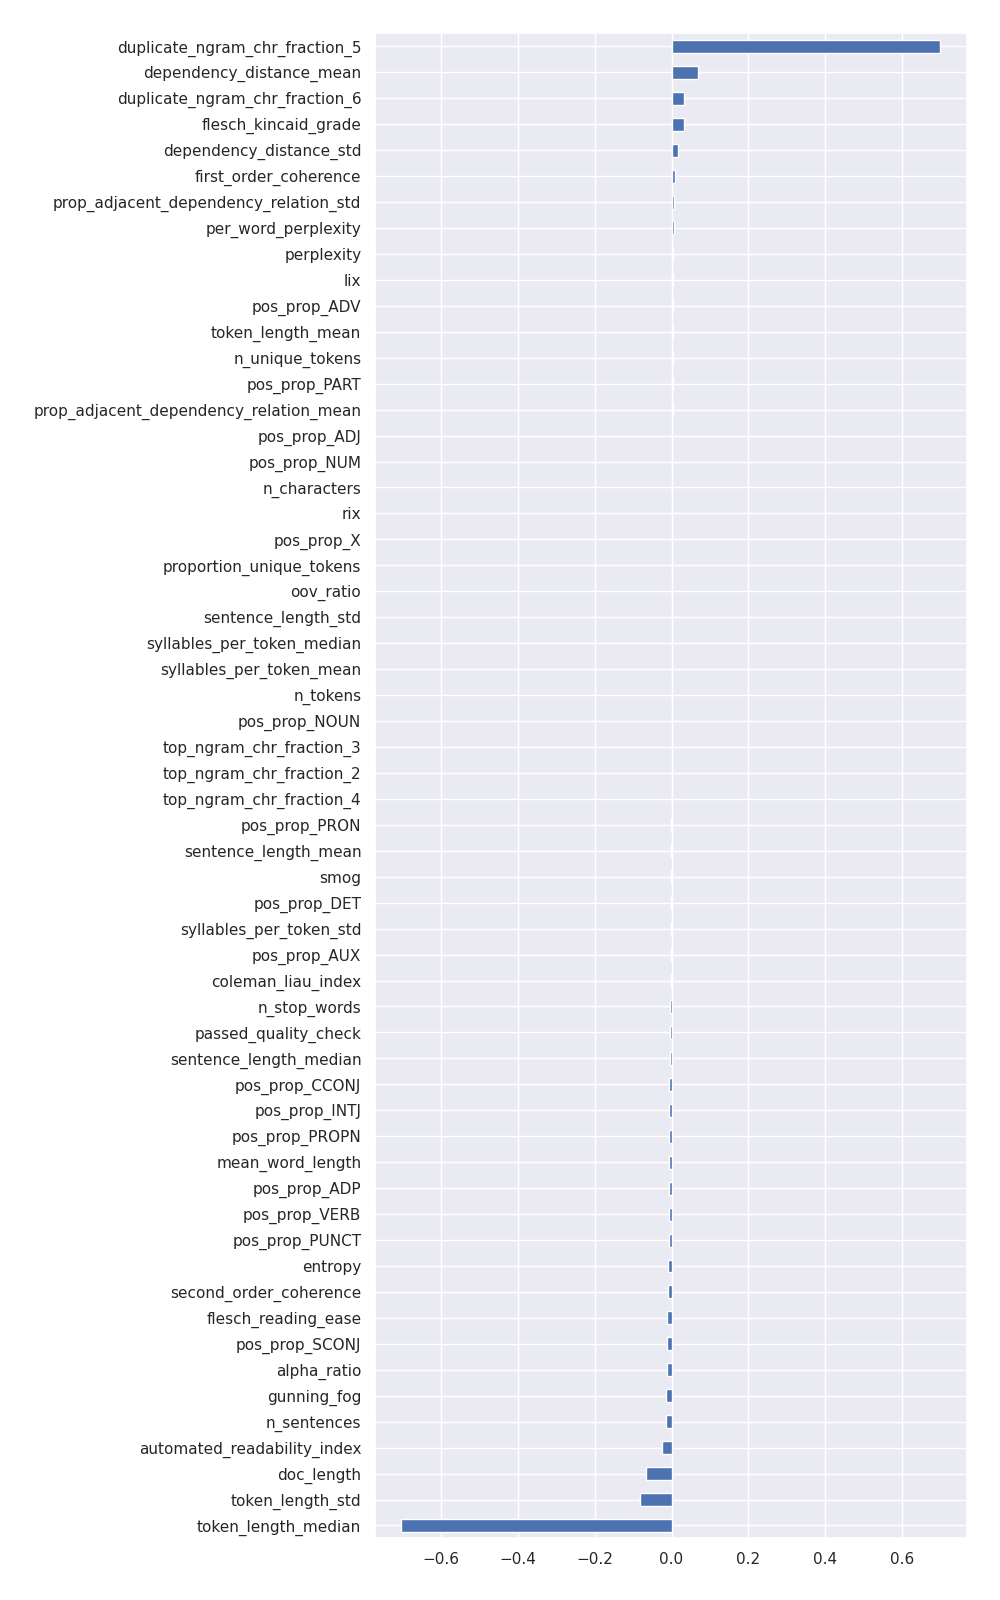 duplicate_ngram_chr_fraction_5
dependency_distance_mean
duplicate_ngram_chr_fraction_6
flesch_kincaid_grade
dependency_distance_std
first_order_coherence
prop_adjacent_dependency_relation_std
per_word_perplexity
perplexity
lix
pos_prop_ADV
token_length_mean
n_unique_tokens
pos_prop_PART
prop_adjacent_dependency_relation_mean
pos_prop_ADJ
pos_prop_NUM
n_characters
rix
pos_prop_X
proportion_unique_tokens
oov_ratio
sentence_length_std
syllables_per_token_median
syllables_per_token_mean
n_tokens
pos_prop_NOUN
top_ngram_chr_fraction_3
top_ngram_chr_fraction_2
top_ngram_chr_fraction_4
pos_prop_PRON
sentence_length_mean
smog
pos_prop_DET
syllables_per_token_std
pos_prop_AUX
coleman_liau_index
n_stop_words
passed_quality_check
sentence_length_median
pos_prop_CCONJ
pos_prop_INTJ
pos_prop_PROPN
mean_word_length
pos_prop_ADP
pos_prop_VERB
pos_prop_PUNCT
entropy
second_order_coherence
flesch_reading_ease
pos_prop_SCONJ
alpha_ratio
gunning_fog
n_sentences
automated_readability_index
doc_length
token_length_std
token_length_median
−0.6 −0.4 −0.2 0.0 0.2 0.4 0.6